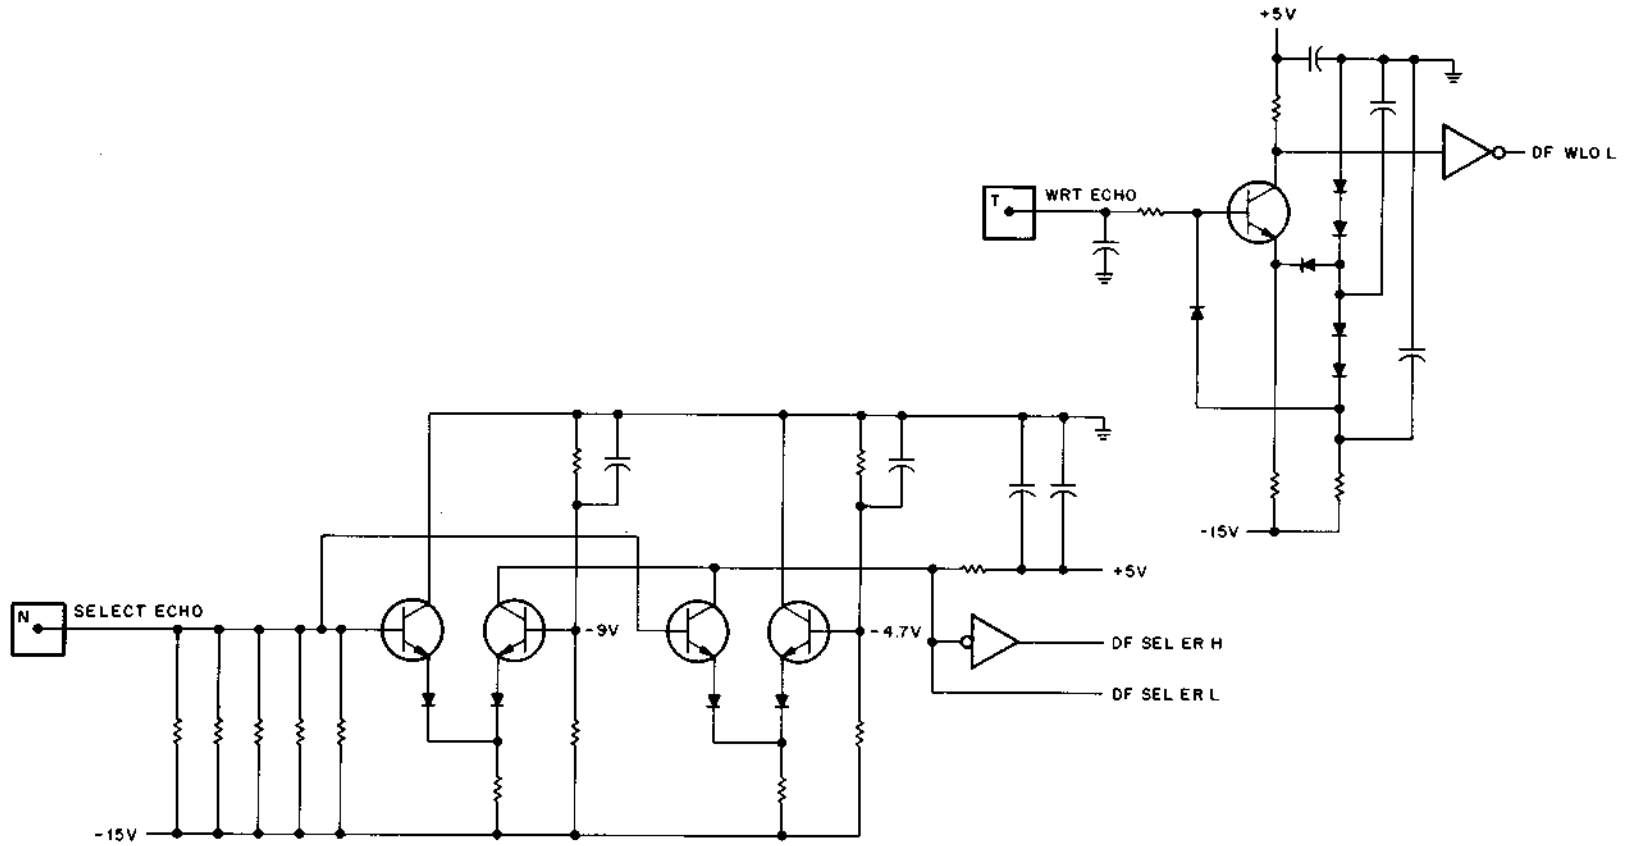 +5V
DF WLO L
T
WRT ECHO
-15V
+5V
N
SELECT ECHO
-9V
-4.7V
DF SEL ER H
DF SEL ER L
-15V